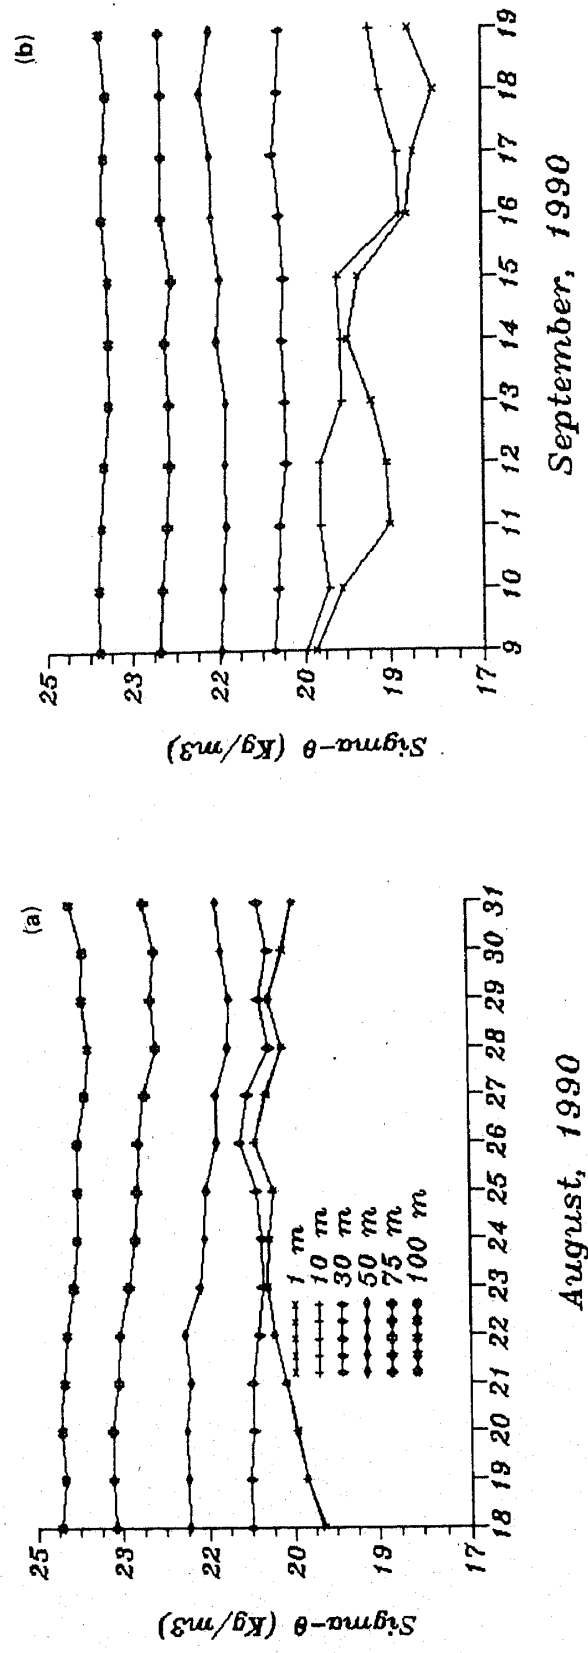 (a)
Sigma-θ (Kg/m3)
25
23
22
20
19
17
18 19 20 21 22 23 24 25 26 27 28 29 30 31
August, 1990
1 m
10 m
30 m
50 m
75 m
100 m
(b)
Sigma-θ (Kg/m3)
25
23
22
20
19
17
9 10 11 12 13 14 15 16 17 18 19
September, 1990